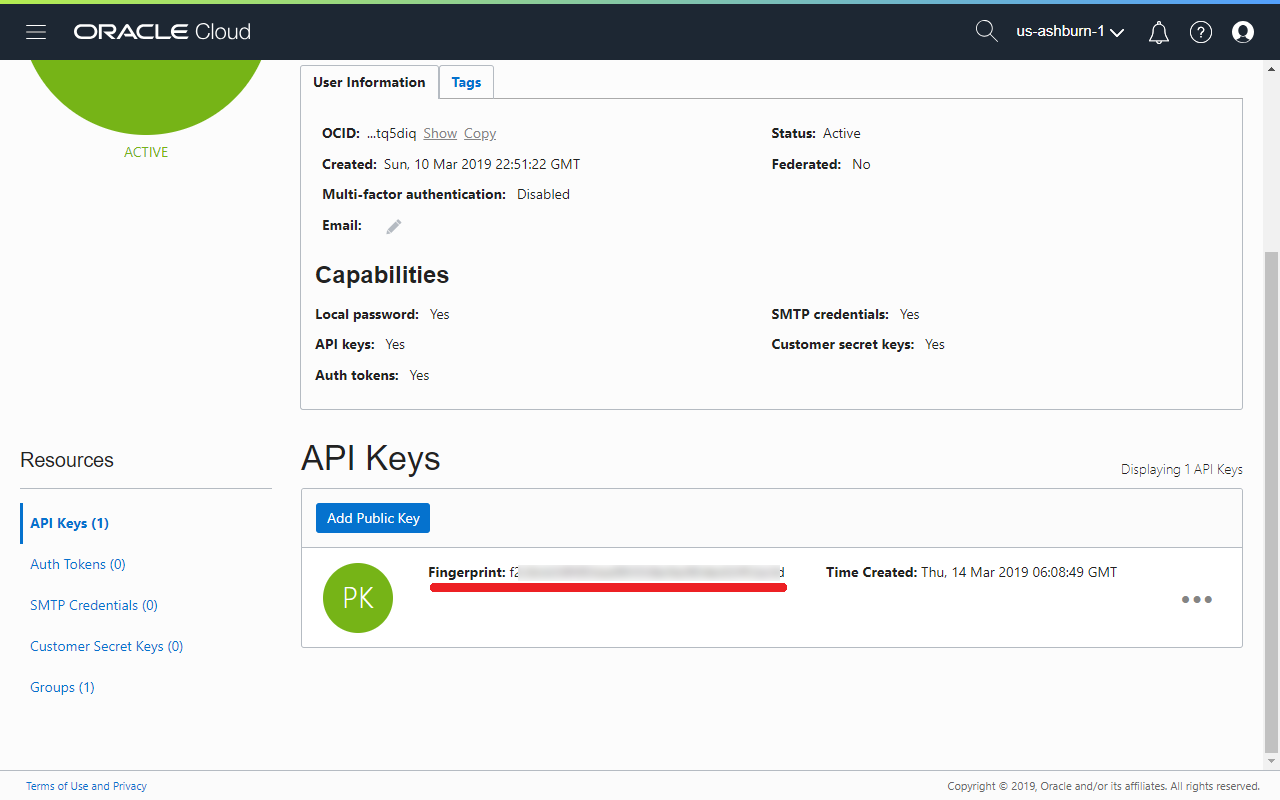 ORACLE Cloud
us-ashburn-1
ACTIVE
User Information
Tags
OCID: ...tq5diq Show Copy
Status: Active
Created: Sun, 10 Mar 2019 22:51:22 GMT
Federated: No
Multi-factor authentication: Disabled
Email:
Capabilities
Local password: Yes
SMTP credentials: Yes
API keys: Yes
Customer secret keys: Yes
Auth tokens: Yes
Resources
API Keys (1)
Auth Tokens (0)
SMTP Credentials (0)
Customer Secret Keys (0)
Groups (1)
API Keys
Displaying 1 API Keys
Add Public Key
PK
Fingerprint:
Time Created: Thu, 14 Mar 2019 06:08:49 GMT
Terms of Use and Privacy
Copyright © 2019, Oracle and/or its affiliates. All rights reserved.